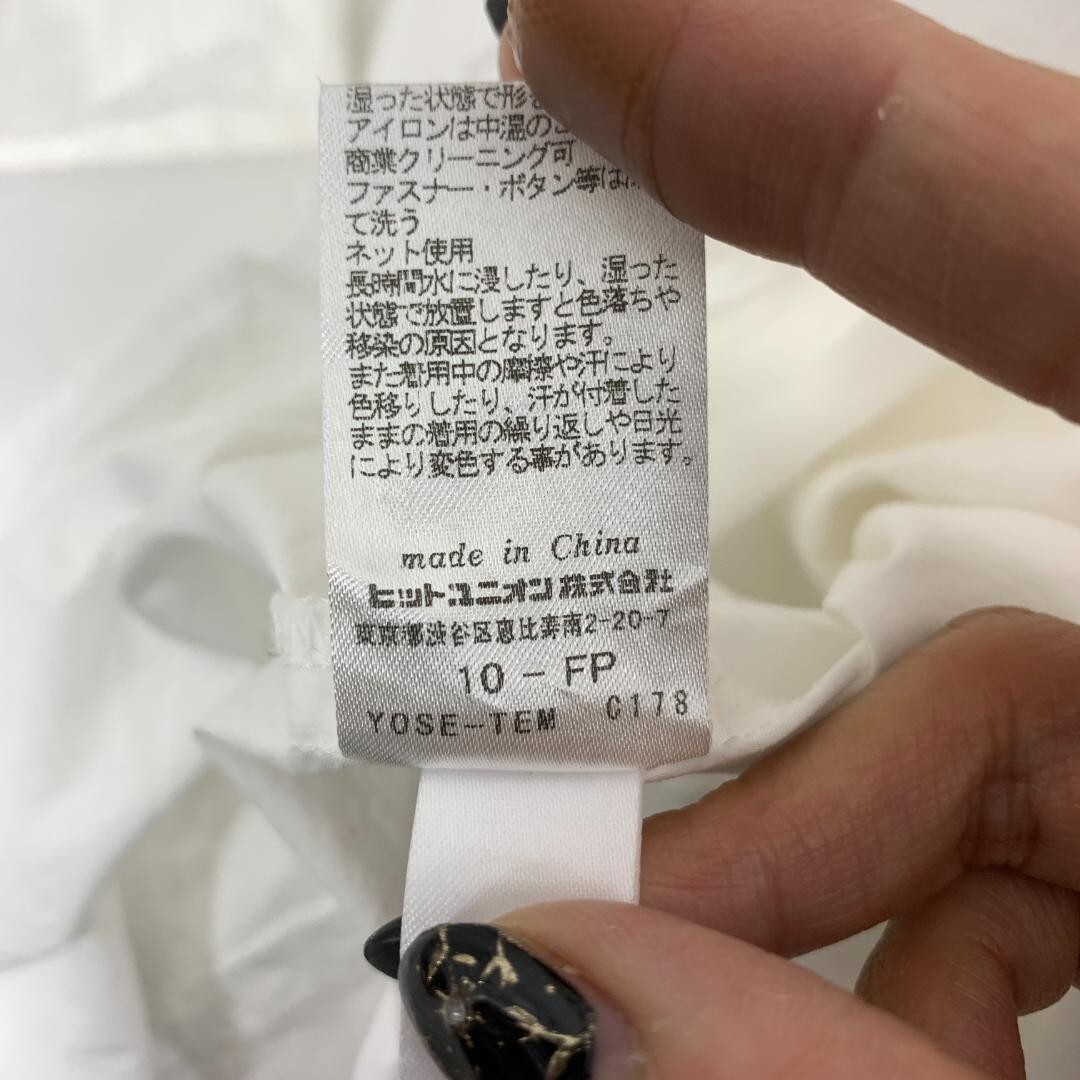 湿った状態で形を
アイロンは中温の
商業クリーニング可
ファスナー・ボタン等は
て洗う
ネット使用
長時間水に浸したり、湿った
状態で放置しますと色落ちや
移染の原因となります。
また着用中の摩擦や汗により
色移りしたり、汗が付着した
ままの着用の繰り返しや日光
により変色する事があります。
made in China
ヒットユニオン株式会社
東京都渋谷区恵比寿南2-20-7
10-FP
YOSE-TEM 0178